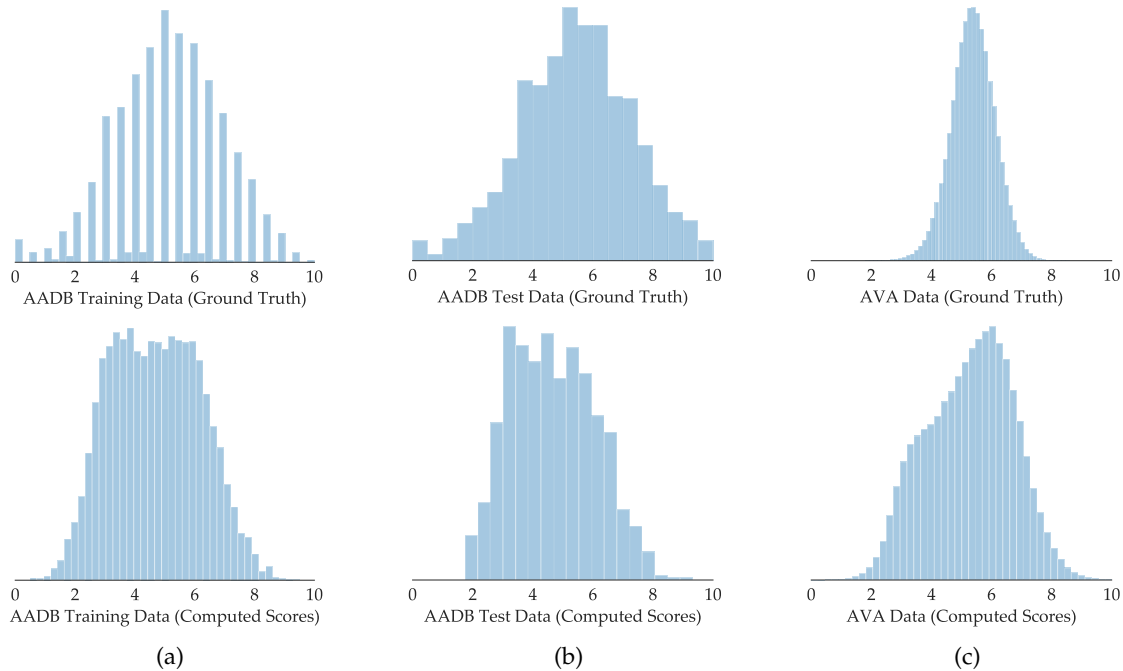 0 2 4 6 8 10
AADB Training Data (Ground Truth)
0 2 4 6 8 10
AADB Test Data (Ground Truth)
0 2 4 6 8 10
AVA Data (Ground Truth)
0 2 4 6 8 10
AADB Training Data (Computed Scores)
0 2 4 6 8 10
AADB Test Data (Computed Scores)
0 2 4 6 8 10
AVA Data (Computed Scores)
(a)
(b)
(c)